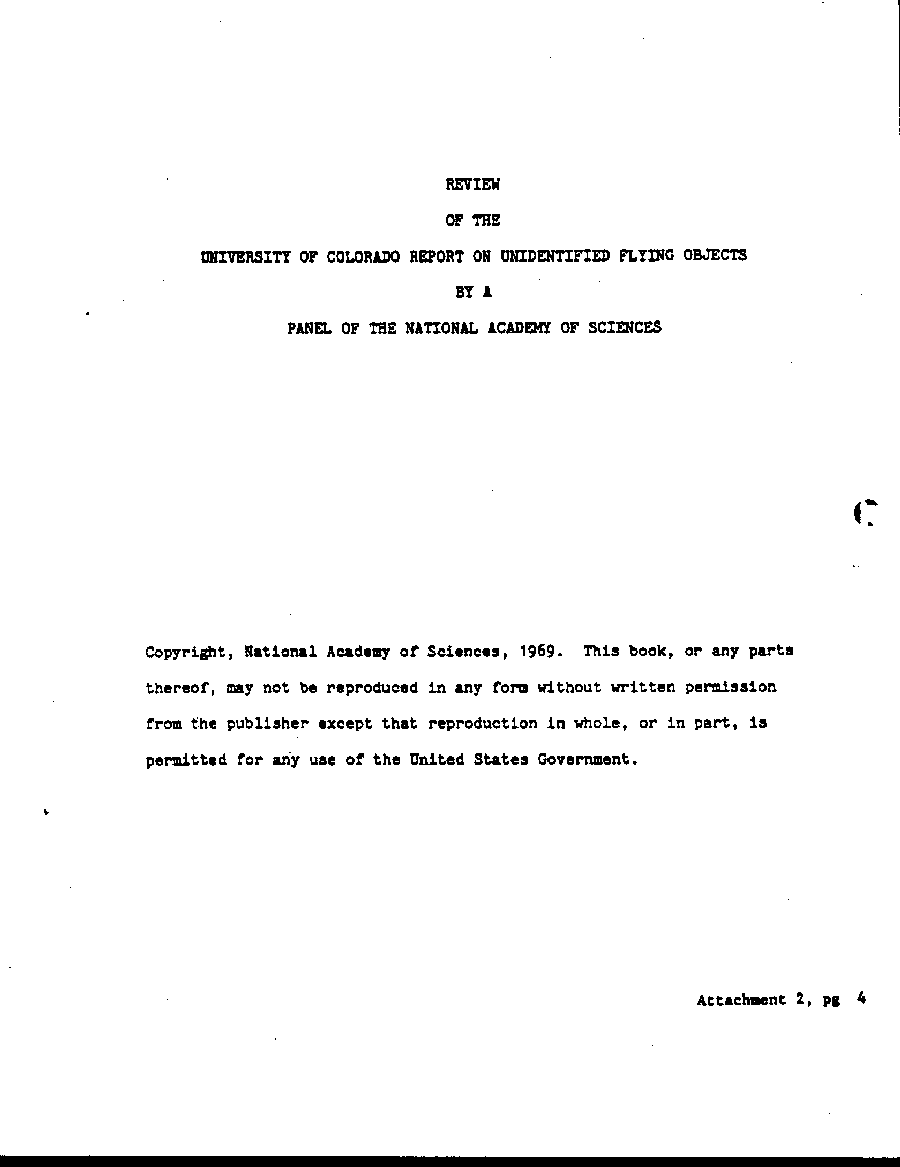 REVIEW
OF THE
UNIVERSITY OF COLORADO REPORT ON UNIDENTIFIED FLYING OBJECTS
BY A
PANEL OF THE NATIONAL ACADEMY OF SCIENCES
Copyright, National Academy of Sciences, 1969. This book, or any parts
thereof, may not be reproduced in any form without written permission
from the publisher except that reproduction in whole, or in part, is
permitted for any use of the United States Government.
Attachment 2, pg 4